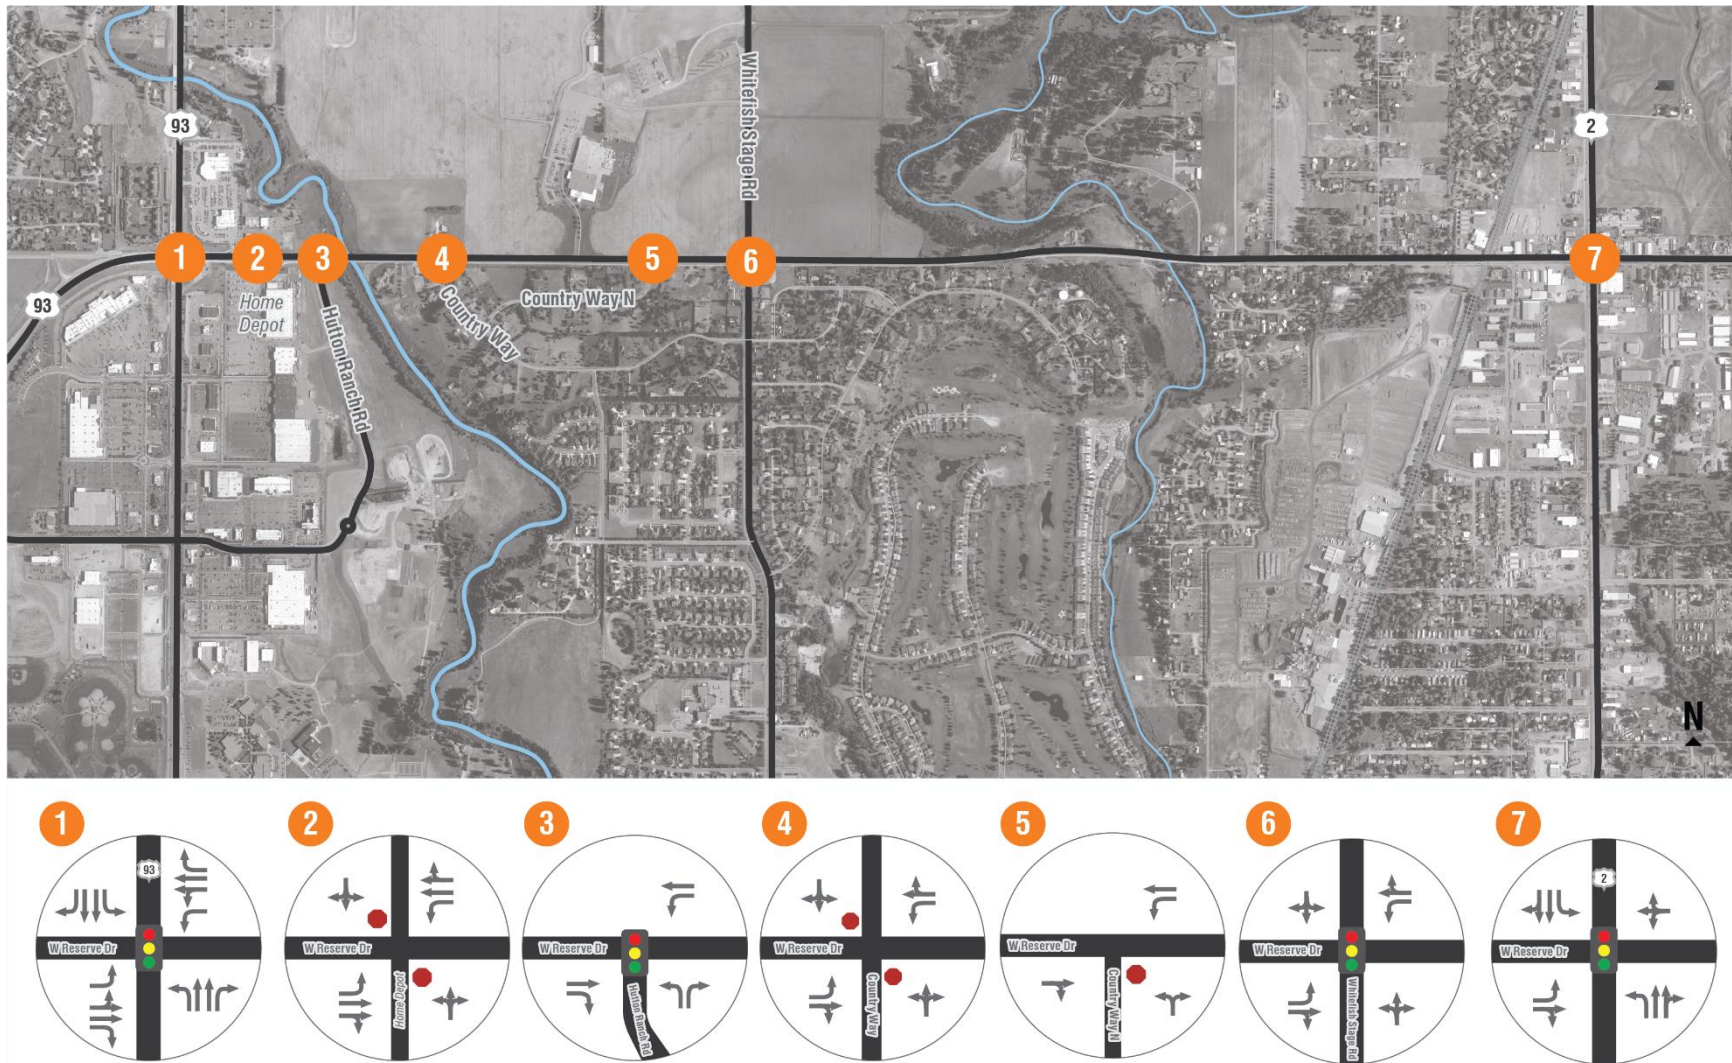 93
Whitefish Stage Rd
2
1
2
3
4
5
6
7
93
Home
Depot
Hutton Ranch Rd
Country Way
Country Way N
N
1
93
W Reserve Dr
2
W Reserve Dr
Home Depot
3
W Reserve Dr
Hutton Ranch Rd
4
W Reserve Dr
Country Way
5
W Reserve Dr
Country Way N
6
W Reserve Dr
Whitefish Stage Rd
7
2
W Reserve Dr